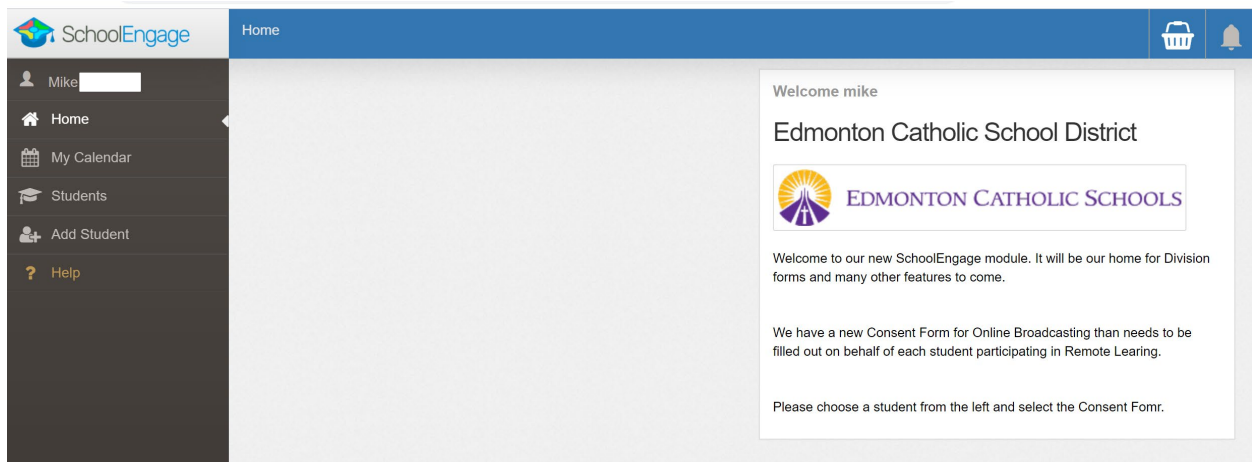 SchoolEngage
Home
Mike
Home
My Calendar
Students
Add Student
? Help
Welcome mike
Edmonton Catholic School District
EDMONTON CATHOLIC SCHOOLS
Welcome to our new SchoolEngage module. It will be our home for Division
forms and many other features to come.
We have a new Consent Form for Online Broadcasting than needs to be
filled out on behalf of each student participating in Remote Learing.
Please choose a student from the left and select the Consent Fomr.